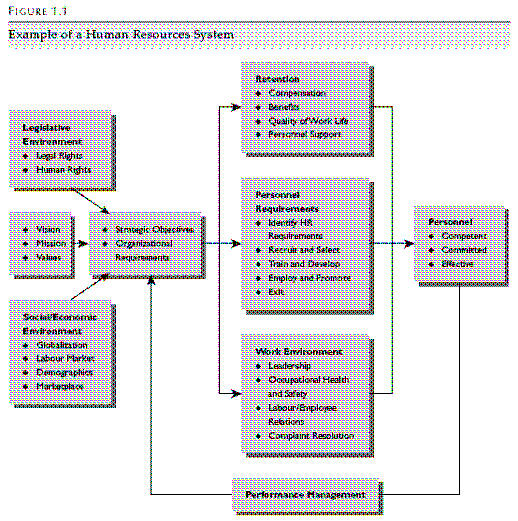 FIGURE 1.1
Example of a Human Resources System
Legislative
Environment
◆ Legal Rights
◆ Human Rights
◆ Vision
◆ Mission
◆ Values
Social/Economic
Environment
◆ Globalization
◆ Labour Market
◆ Demographics
◆ Marketplace
◆ Strategic Objectives
◆ Organizational
Requirements
Retention
◆ Compensation
◆ Benefits
◆ Quality of Work Life
◆ Personnel Support
Personnel
Requirements
◆ Identify HR
Requirements
◆ Recruit and Select
◆ Train and Develop
◆ Employ and Promote
◆ Exit
Work Environment
◆ Leadership
◆ Occupational Health
and Safety
◆ Labour/Employee
Relations
◆ Complaint Resolution
Personnel
◆ Competent
◆ Committed
◆ Effective
Performance Management